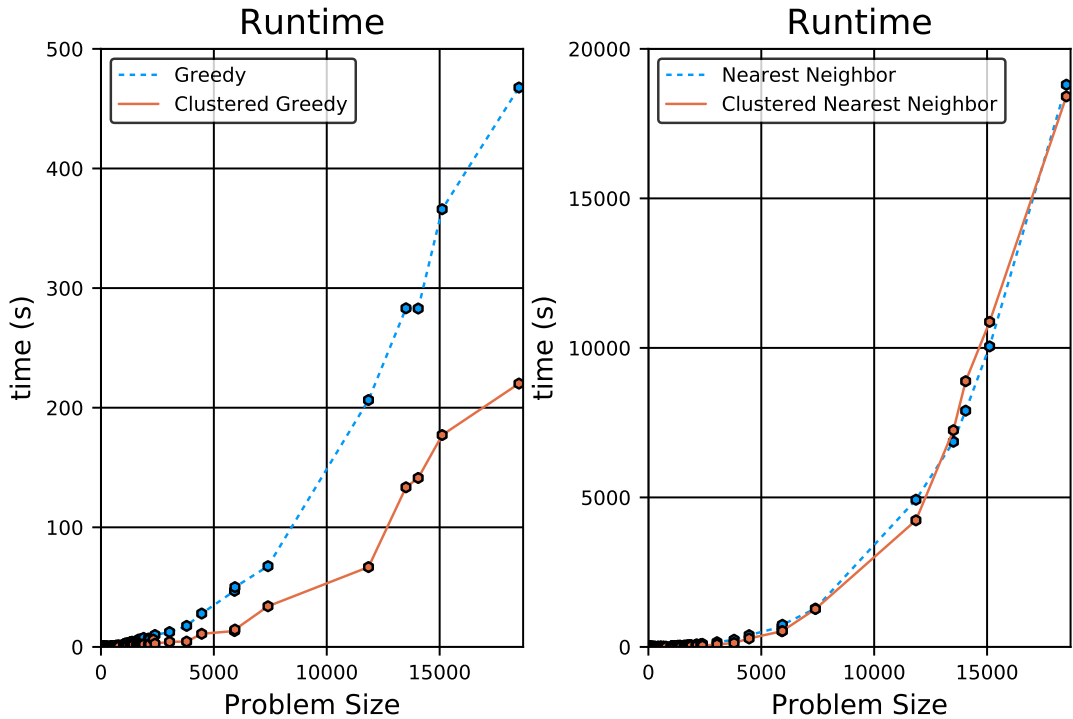 Runtime
500
400
300
200
100
0
time (s)
Greedy
Clustered Greedy
0
5000
10000
15000
Problem Size
Runtime
20000
15000
10000
5000
0
time (s)
Nearest Neighbor
Clustered Nearest Neighbor
0
5000
10000
15000
Problem Size